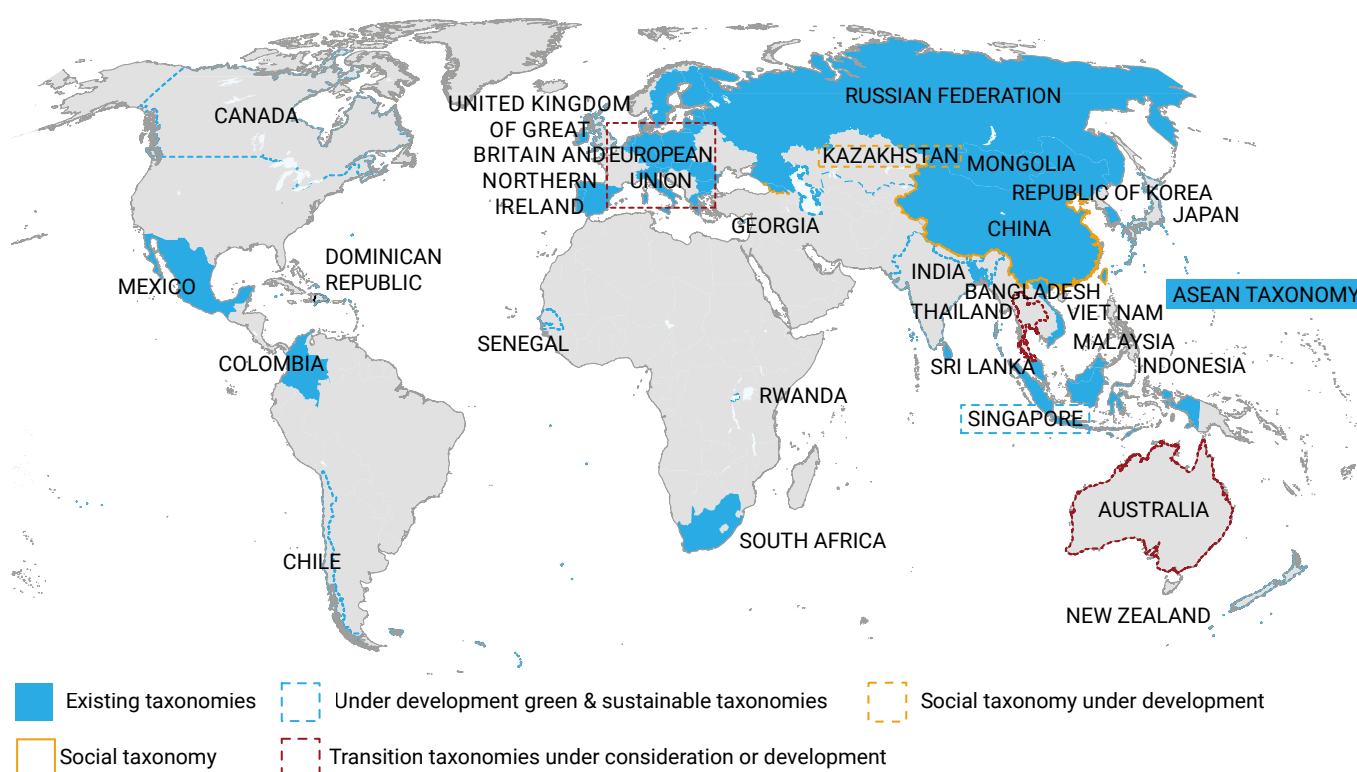 CANADA
UNITED KINGDOM
OF GREAT
BRITAIN AND
NORTHERN
IRELAND
EUROPEAN
UNION
RUSSIAN FEDERATION
KAZAKHSTAN
MONGOLIA
REPUBLIC OF KOREA
JAPAN
GEORGIA
CHINA
MEXICO
DOMINICAN
REPUBLIC
INDIA
BANGLADESH
ASEAN TAXONOMY
THAILAND
VIET NAM
SENEGAL
MALAYSIA
COLOMBIA
SRI LANKA
INDONESIA
RWANDA
SINGAPORE
AUSTRALIA
SOUTH AFRICA
CHILE
NEW ZEALAND
Existing taxonomies
Under development green & sustainable taxonomies
Social taxonomy under development
Social taxonomy
Transition taxonomies under consideration or development